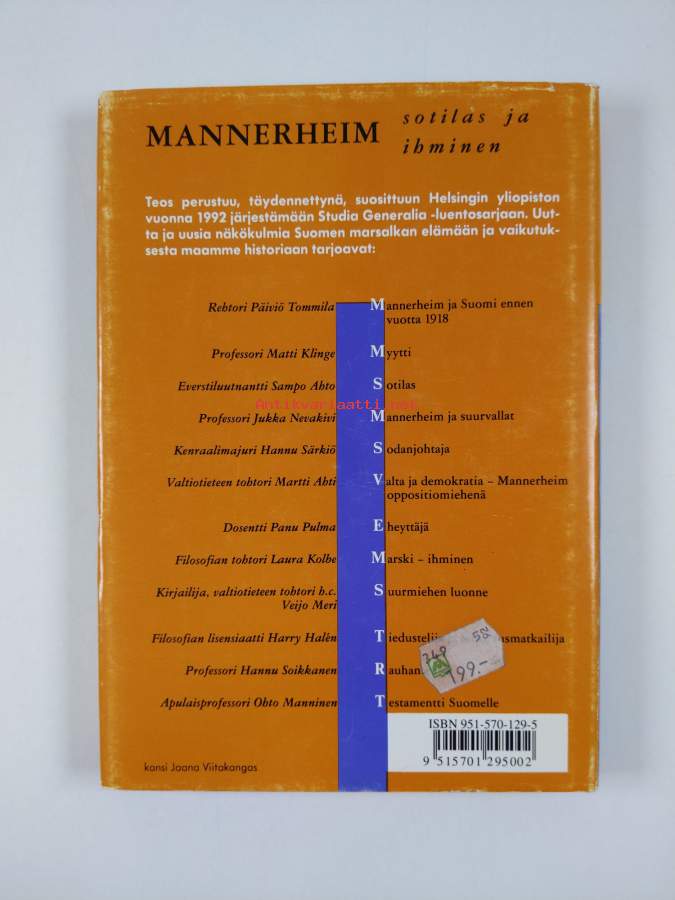 MANNERHEIM sotilas ja
ihminen
Teos perustuu, täydennettynä, suosittuun Helsingin yliopiston
vuonna 1992 järjestämään Studia Generalia -luentosarjaan. Uut-
ta ja uusia näkökulmia Suomen marsalkan elämään ja vaikutuk-
sesta maamme historiaan tarjoavat:
Rehtori Päiviö Tommila Mannerheim ja Suomi ennen
vuotta 1918
Professori Matti Klinge Myytti
Everstiluutnantti Sampo Ahto Sotilas
Antikvariaatti.net
Professori Jukka Nevakivi Mannerheim ja suurvallat
Kenraalimajuri Hannu Särkiö Sodanjohtaja
Valtiotieteen tohtori Martti Ahti Valta ja demokratia – Mannerheim
oppositiomiehenä
Dosentti Panu Pulma Eheyttäjä
Filosofian tohtori Laura Kolbe Marski – ihminen
Kirjailija, valtiotieteen tohtori h.c. Suurmiehen luonne
Veijo Meri
Filosofian lisensiaatti Harry Halén
Professori Hannu Soikkanen
199.-
Apulaisprofessori Ohto Manninen Testamentti Suomelle
ISBN 951-570-129-5
9 515701 295002
kansi Jaana Viitakangas